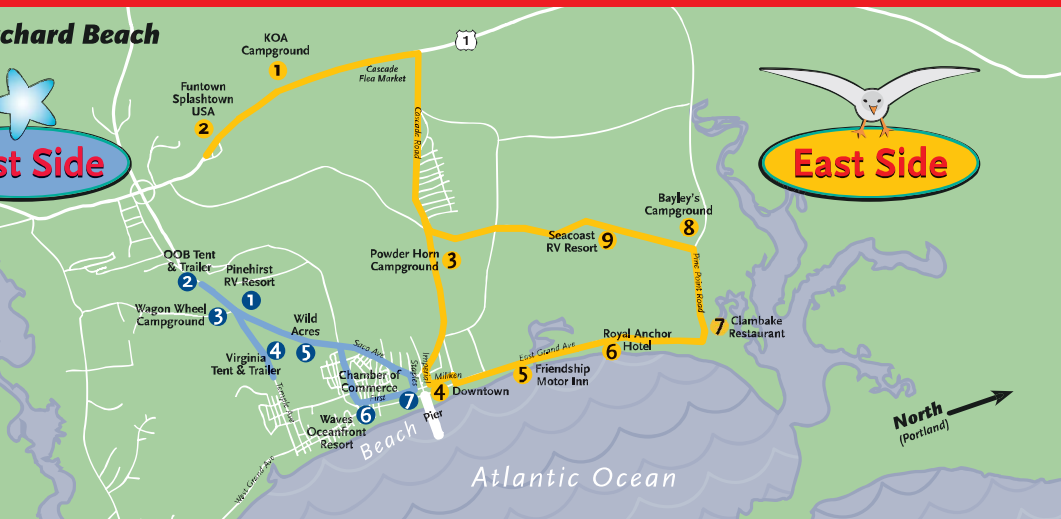 chard Beach
KOA
Campground
1
1
Cascade
Flea Market
Funtown
Splashtown
USA
2
Cascade Road
st Side
East Side
Bayley's
Campground
8
Seacoast
RV Resort
9
Powder Horn
Campground
3
Pine Point Road
OOB Tent
& Trailer
2
Pinehirst
RV Resort
1
Wagon Wheel
Campground
3
Wild
Acres
5
4
Virginia
Tent & Trailer
Temple Ave
Saco Ave
Staples
Imperial
Miliken
Chamber of
Commerce
First
7
6
Waves
Oceanfront
Resort
West Grand Ave
Beach
Pier
4
Downtown
East Grand Ave
5
Friendship
Motor Inn
Royal Anchor
Hotel
6
7
Clambake
Restaurant
North
(Portland)
Atlantic Ocean